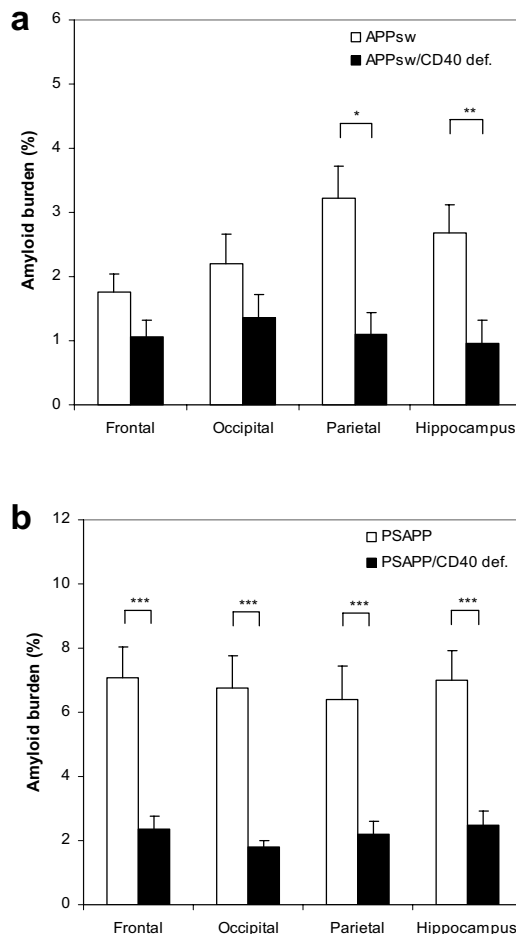 a
6
5
4
3
2
1
0
Amyloid burden (%)
APPsw
APPsw/CD40 def.
*
**
Frontal Occipital Parietal Hippocampus
b
12
10
8
6
4
2
0
Amyloid burden (%)
PSAPP
PSAPP/CD40 def.
*** *** *** ***
Frontal Occipital Parietal Hippocampus